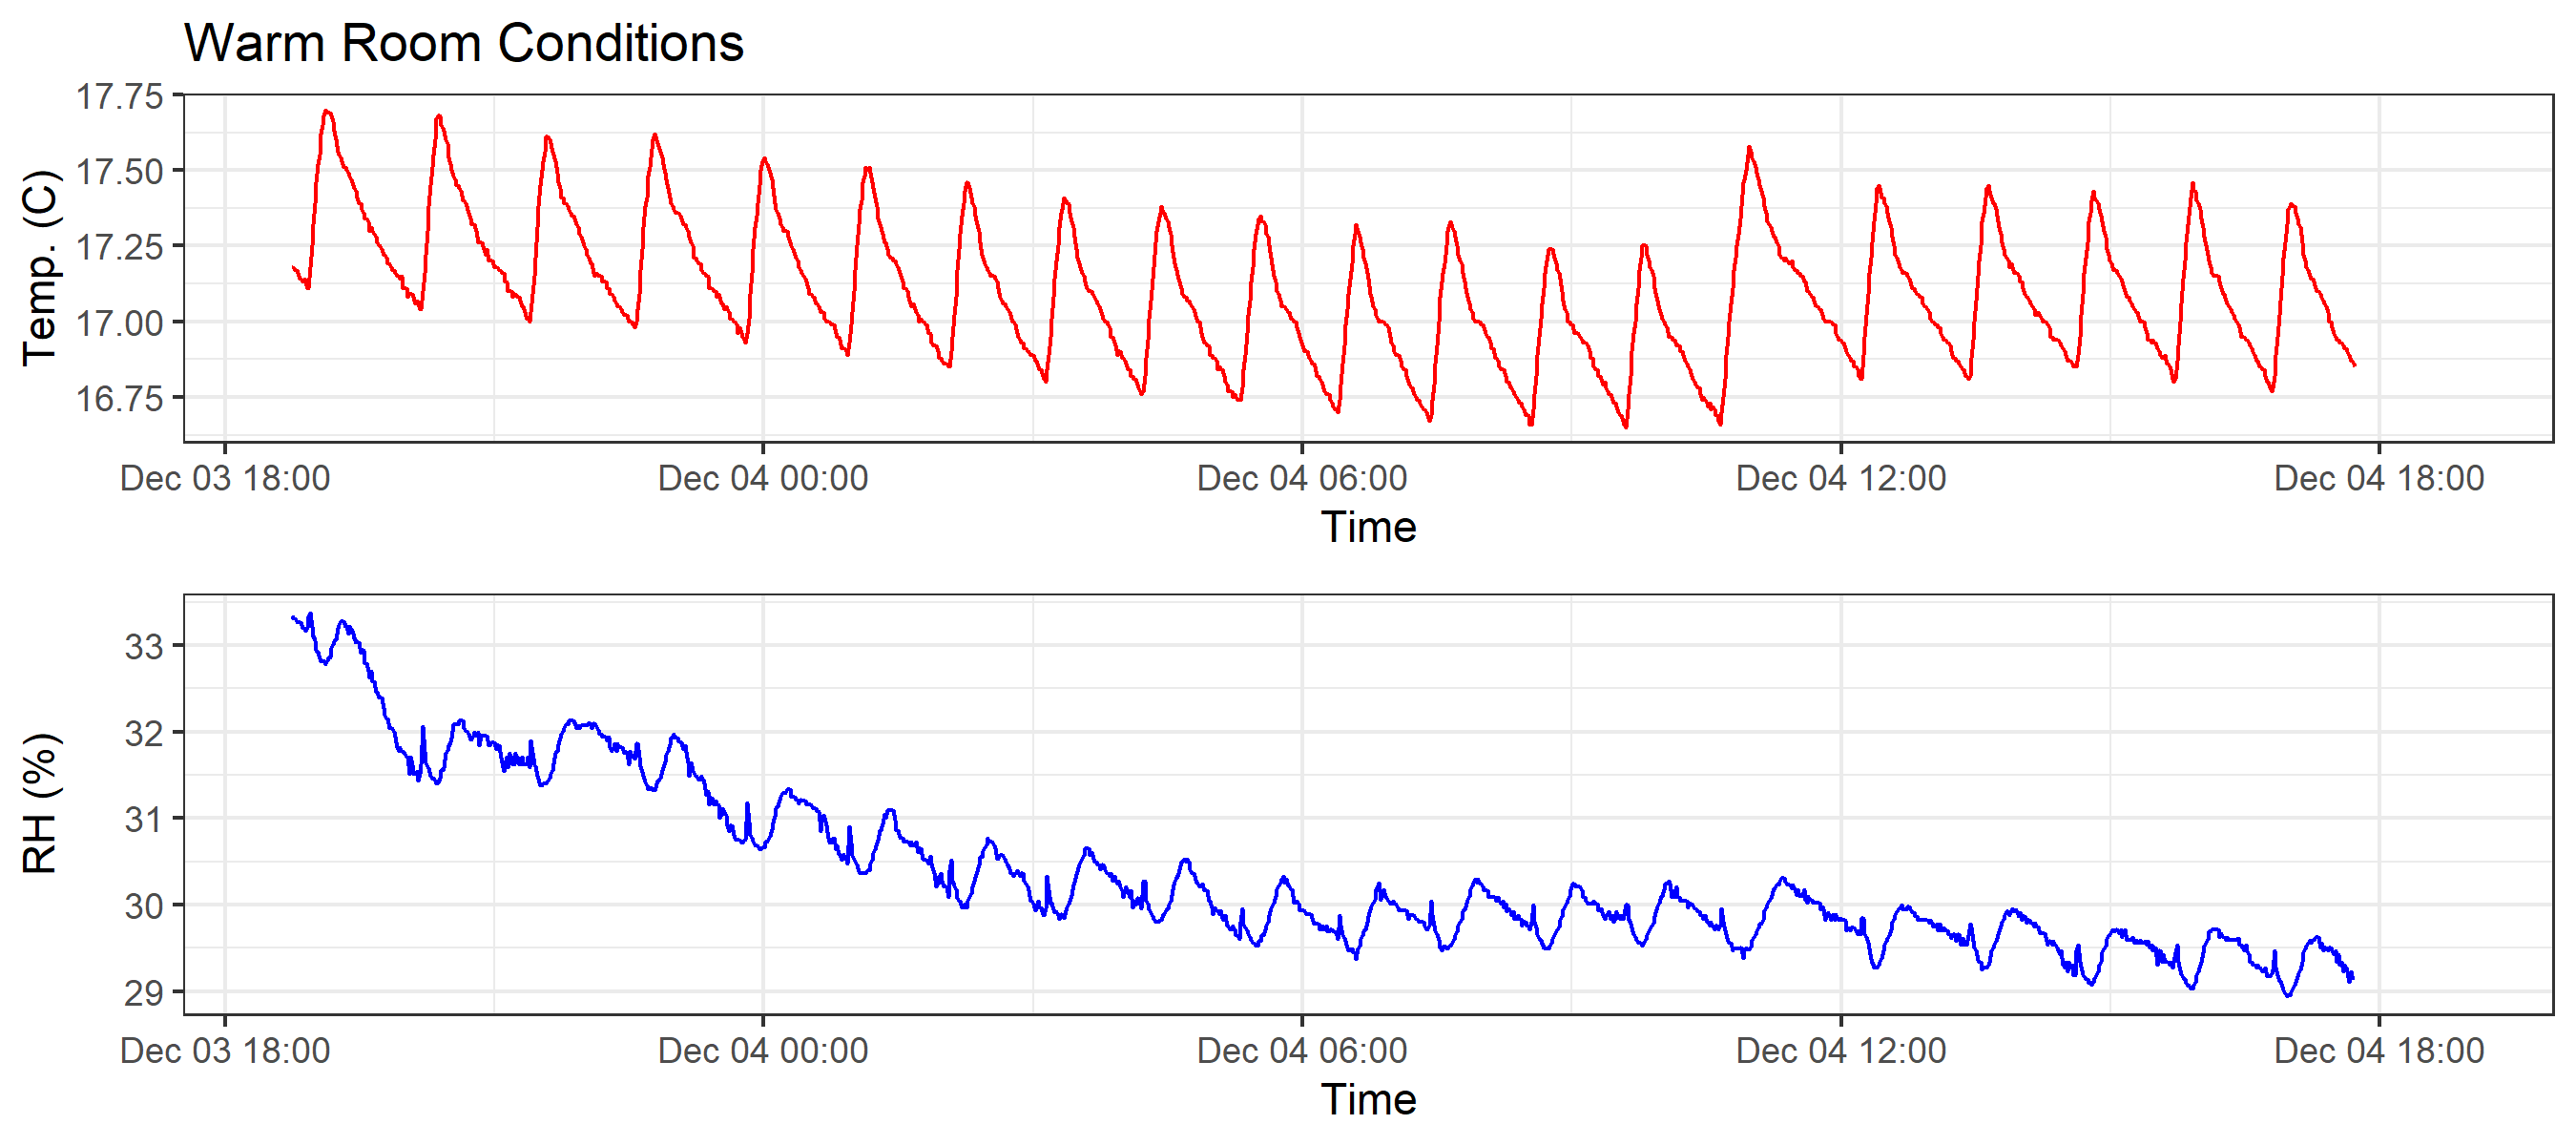 Warm Room Conditions
Temp. (C)
17.75
17.50
17.25
17.00
16.75
Dec 03 18:00 Dec 04 00:00 Dec 04 06:00 Dec 04 12:00 Dec 04 18:00
Time
RH (%)
33
32
31
30
29
Dec 03 18:00 Dec 04 00:00 Dec 04 06:00 Dec 04 12:00 Dec 04 18:00
Time